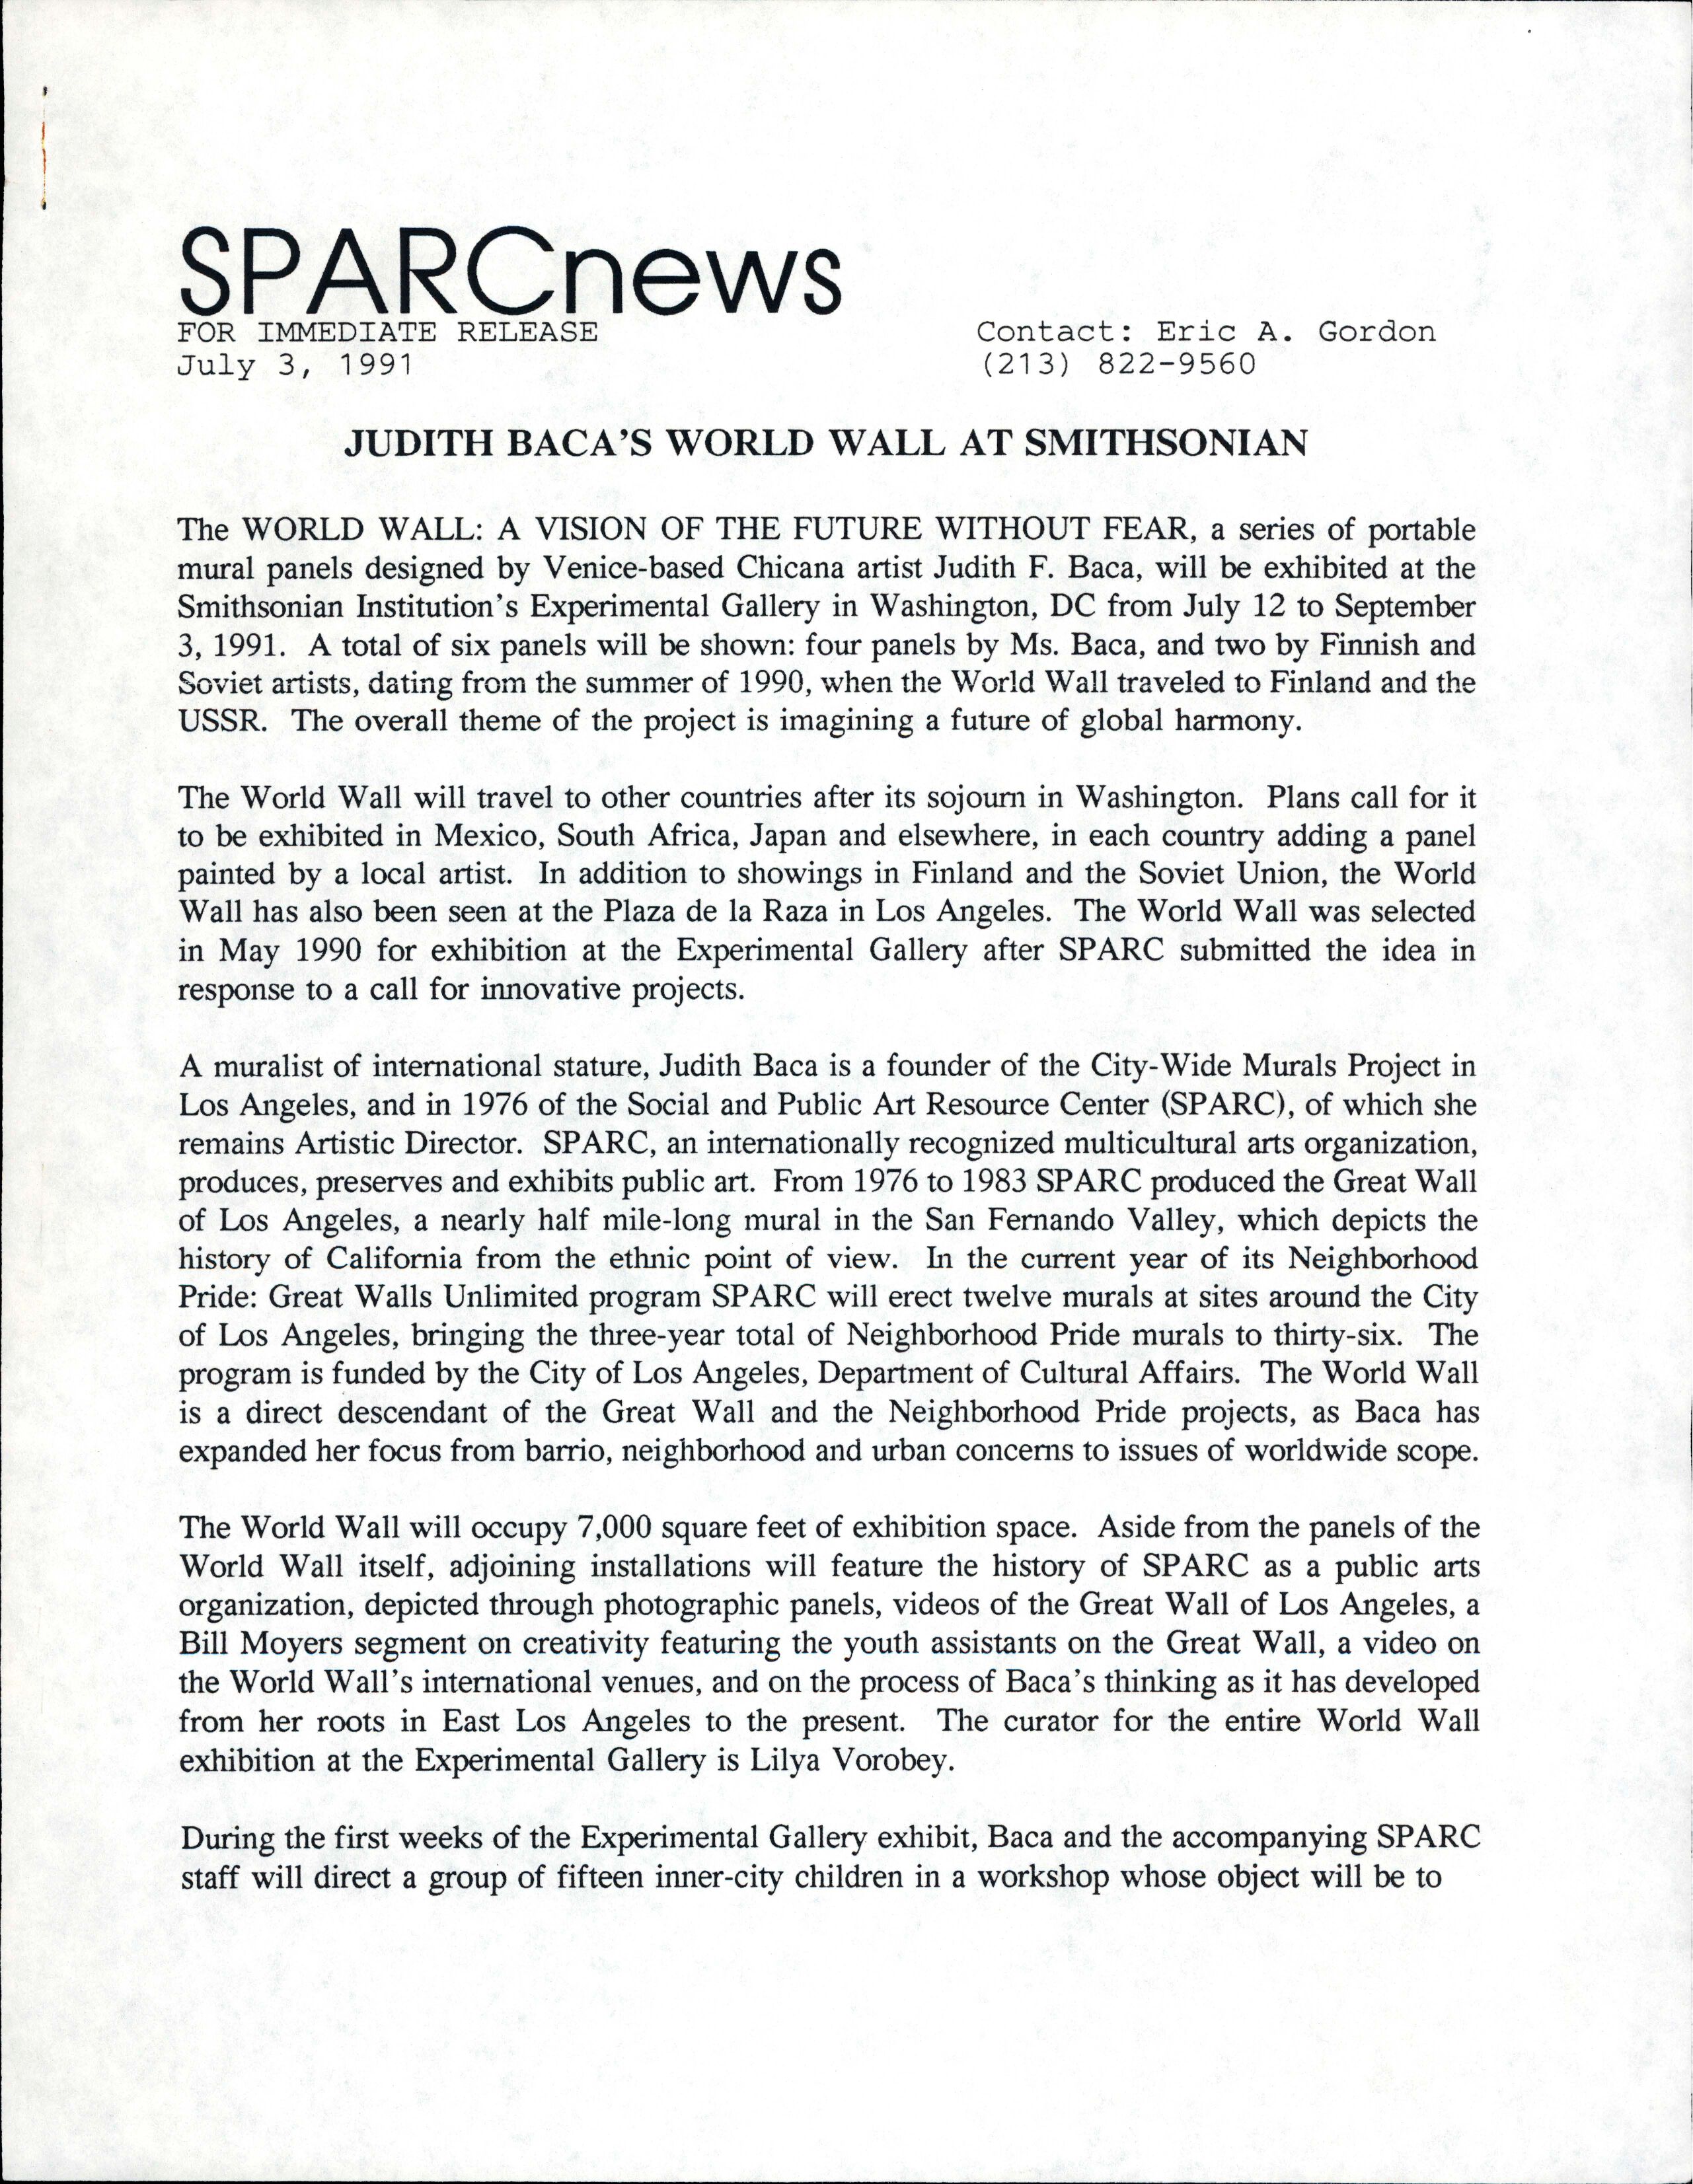 SPARCnews
FOR IMMEDIATE RELEASE
July 3, 1991
Contact: Eric A. Gordon
(213) 822-9560
JUDITH BACA'S WORLD WALL AT SMITHSONIAN
The WORLD WALL: A VISION OF THE FUTURE WITHOUT FEAR, a series of portable
mural panels designed by Venice-based Chicana artist Judith F. Baca, will be exhibited at the
Smithsonian Institution's Experimental Gallery in Washington, DC from July 12 to September
3, 1991. A total of six panels will be shown: four panels by Ms. Baca, and two by Finnish and
Soviet artists, dating from the summer of 1990, when the World Wall traveled to Finland and the
USSR. The overall theme of the project is imagining a future of global harmony.
The World Wall will travel to other countries after its sojourn in Washington. Plans call for it
to be exhibited in Mexico, South Africa, Japan and elsewhere, in each country adding a panel
painted by a local artist. In addition to showings in Finland and the Soviet Union, the World
Wall has also been seen at the Plaza de la Raza in Los Angeles. The World Wall was selected
in May 1990 for exhibition at the Experimental Gallery after SPARC submitted the idea in
response to a call for innovative projects.
A muralist of international stature, Judith Baca is a founder of the City-Wide Murals Project in
Los Angeles, and in 1976 of the Social and Public Art Resource Center (SPARC), of which she
remains Artistic Director. SPARC, an internationally recognized multicultural arts organization,
produces, preserves and exhibits public art. From 1976 to 1983 SPARC produced the Great Wall
of Los Angeles, a nearly half mile-long mural in the San Fernando Valley, which depicts the
history of California from the ethnic point of view. In the current year of its Neighborhood
Pride: Great Walls Unlimited program SPARC will erect twelve murals at sites around the City
of Los Angeles, bringing the three-year total of Neighborhood Pride murals to thirty-six. The
program is funded by the City of Los Angeles, Department of Cultural Affairs. The World Wall
is a direct descendant of the Great Wall and the Neighborhood Pride projects, as Baca has
expanded her focus from barrio, neighborhood and urban concerns to issues of worldwide scope.
The World Wall will occupy 7,000 square feet of exhibition space. Aside from the panels of the
World Wall itself, adjoining installations will feature the history of SPARC as a public arts
organization, depicted through photographic panels, videos of the Great Wall of Los Angeles, a
Bill Moyers segment on creativity featuring the youth assistants on the Great Wall, a video on
the World Wall's international venues, and on the process of Baca's thinking as it has developed
from her roots in East Los Angeles to the present. The curator for the entire World Wall
exhibition at the Experimental Gallery is Lilya Vorobey.
During the first weeks of the Experimental Gallery exhibit, Baca and the accompanying SPARC
staff will direct a group of fifteen inner-city children in a workshop whose object will be to